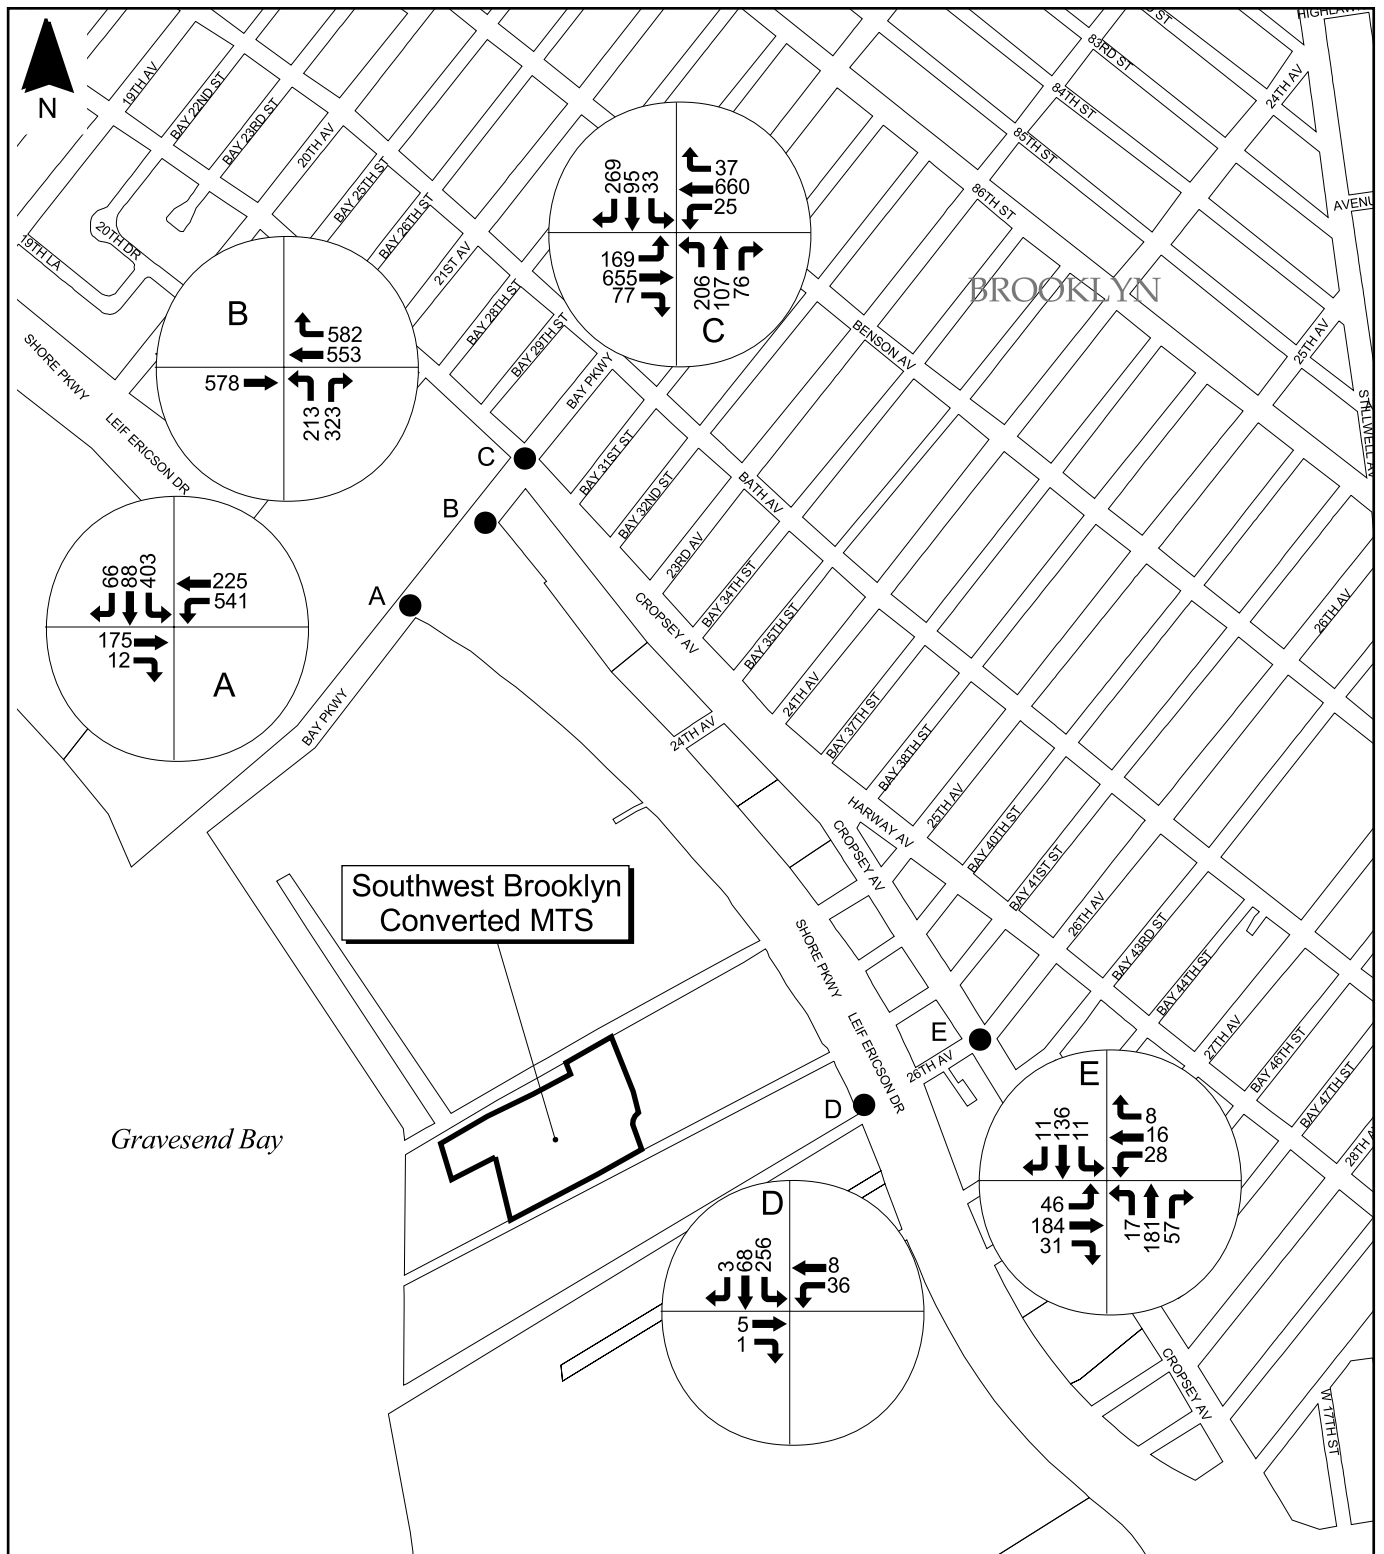 N
19TH AV
BAY 22ND ST
BAY 23RD ST
20TH AV
BAY 25TH ST
BAY 26TH ST
21ST AV
BAY 28TH ST
BAY 29TH ST
BAY PKWY
BAY 31ST ST
BAY 32ND ST
23RD AV
BAY 34TH ST
BAY 35TH ST
24TH AV
BAY 37TH ST
BAY 38TH ST
25TH AV
BAY 40TH ST
BAY 41ST ST
26TH AV
BAY 43RD ST
BAY 44TH ST
27TH AV
BAY 46TH ST
BAY 47TH ST
28TH AV
19TH LA
20TH DR
SHORE PKWY
LEIF ERICSON DR
83RD ST
84TH ST
85TH ST
86TH ST
24TH AV
25TH AV
26TH AV
BROOKLYN
BENSON AV
BATH AV
CROPSEY AV
HARWAY AV
CROPSEY AV
24TH AV
BAY PKWY
SHORE PKWY
LEIF ERICSON DR
26TH AV
CROPSEY AV
W 17TH ST
C
269
95
33
37
660
25
169
655
77
206
107
76
B
582
553
578
213
323
A
66
88
403
225
541
175
12
C
B
A
E
D
Southwest Brooklyn
Converted MTS
Gravesend Bay
E
11
136
11
8
16
28
46
184
31
17
181
57
D
3
68
256
8
36
5
1